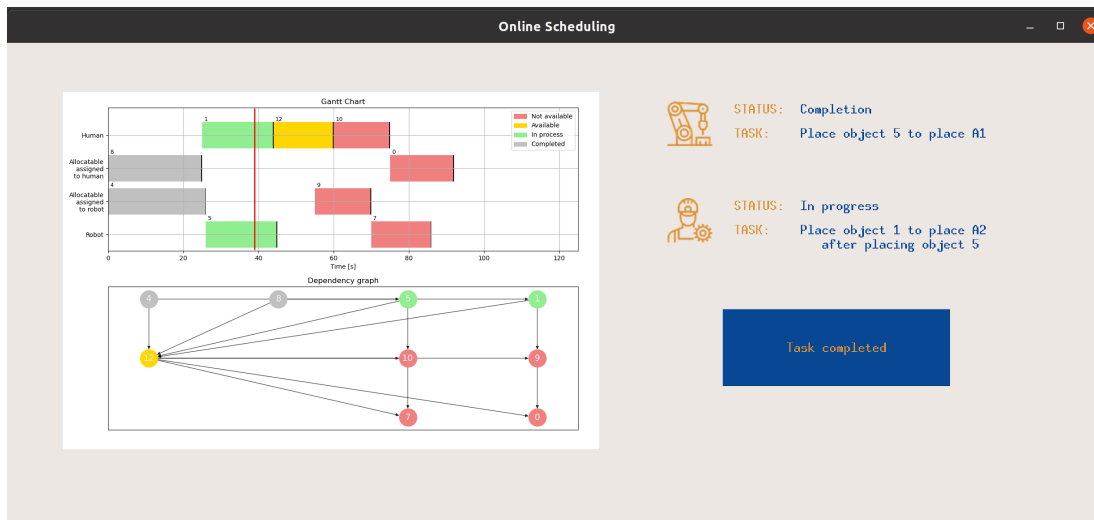 Online Scheduling
Gantt Chart
1
12
10
Not available
Available
In process
Completed
Human
8
0
Allocatable
assigned
to human
4
9
Allocatable
assigned
to robot
5
7
Robot
0
20
40
60
80
100
120
Time [s]
Dependency graph
4
8
5
1
12
10
9
7
0
STATUS: Completion
TASK: Place object 5 to place A1
STATUS: In progress
TASK: Place object 1 to place A2
after placing object 5
Task completed